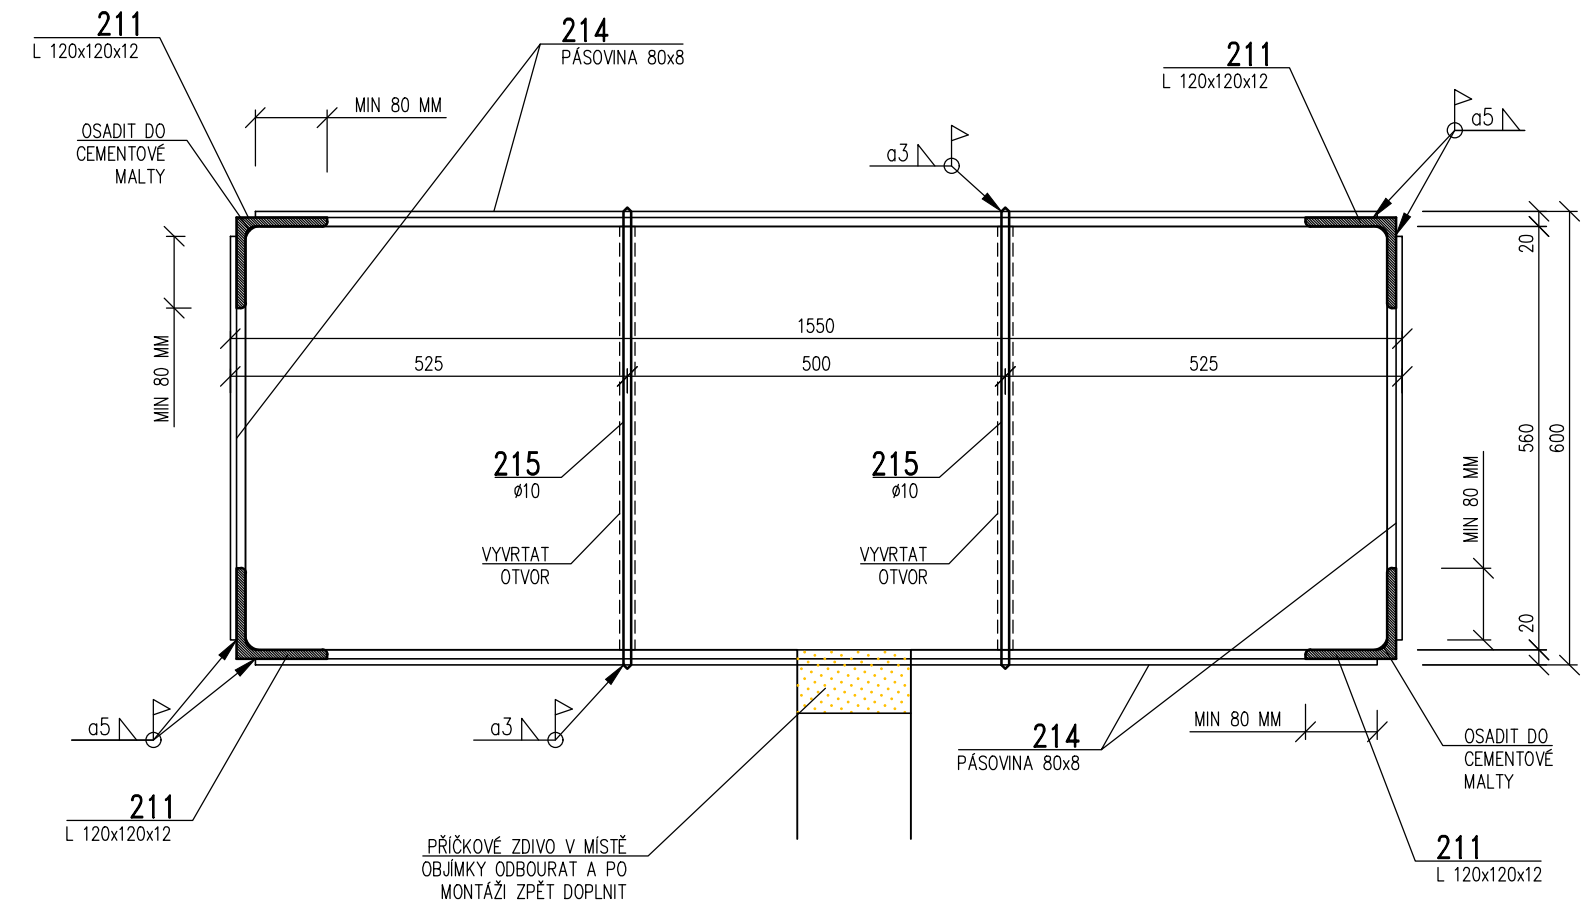 211
L 120x120x12
214
PÁSOVINA 80x8
211
L 120x120x12
MIN 80 MM
OSADIT DO
CEMENTOVÉ
MALTY
a3
a5
20
1550
525
500
525
MIN 80 MM
560
600
215
ø10
215
ø10
MIN 80 MM
VYVRTAT
OTVOR
VYVRTAT
OTVOR
20
a5
a3
MIN 80 MM
214
PÁSOVINA 80x8
OSADIT DO
CEMENTOVÉ
MALTY
211
L 120x120x12
PŘÍČKOVÉ ZDIVO V MÍSTĚ
OBJÍMKY ODBOURAT A PO
MONTÁŽI ZPĚT DOPLNIT
211
L 120x120x12